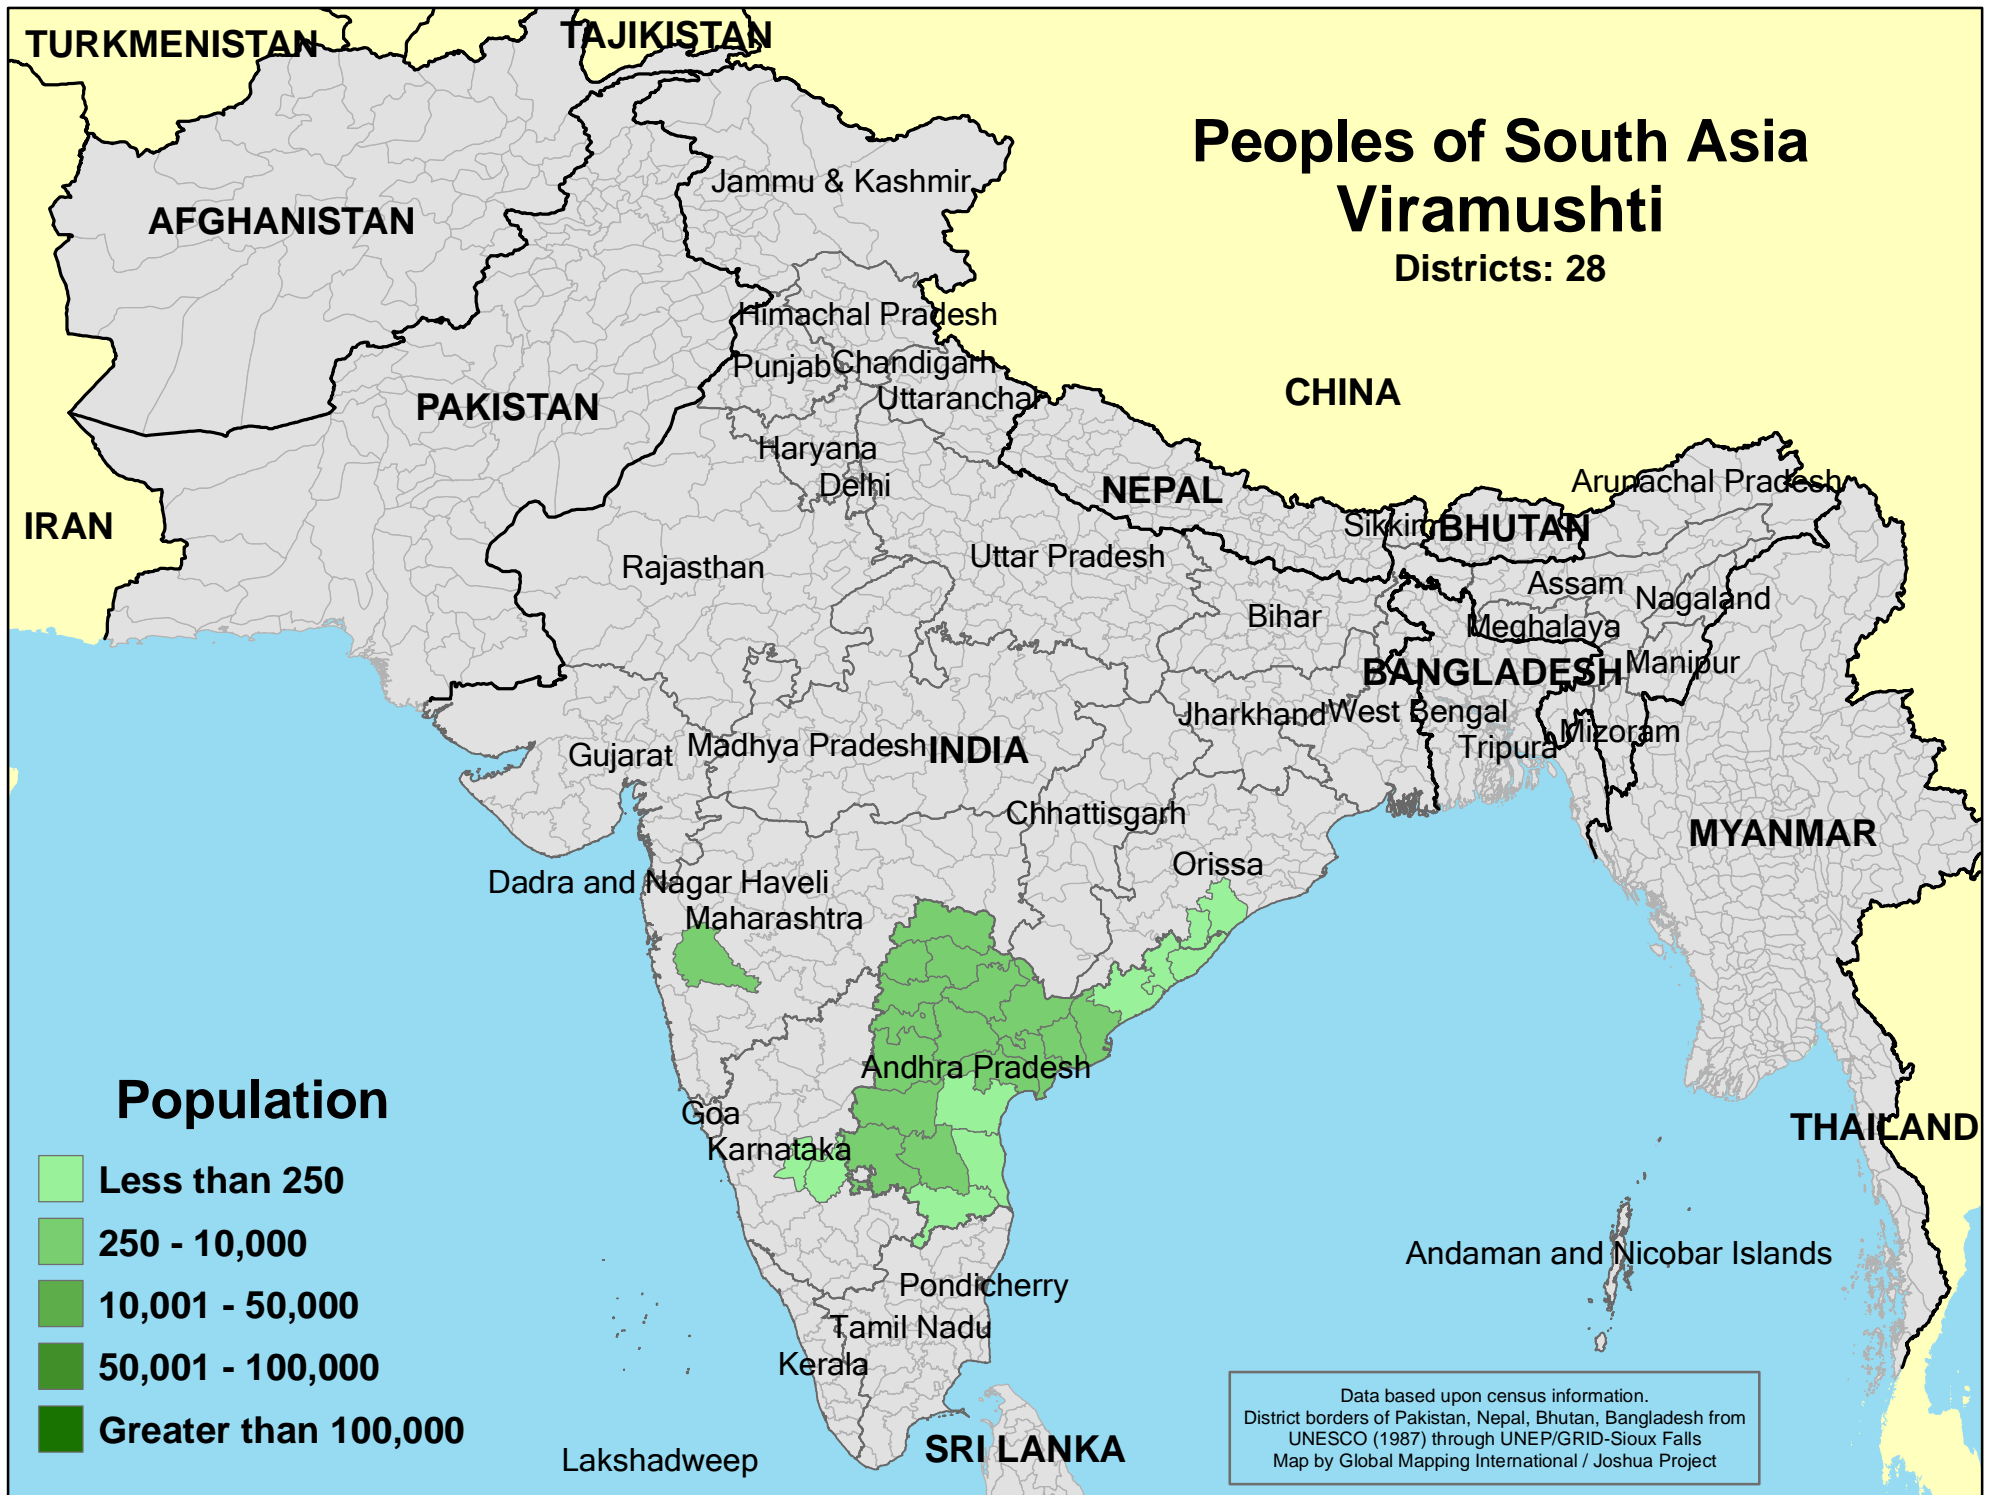 TURKMENISTAN
TAJIKISTAN
Peoples of South Asia
Viramushti
Districts: 28
Jammu & Kashmir
AFGHANISTAN
Himachal Pradesh
Punjab
Chandigarh
CHINA
Uttaranchal
PAKISTAN
Haryana
Delhi
NEPAL
Arunachal Pradesh
IRAN
Sikkim
BHUTAN
Rajasthan
Uttar Pradesh
Assam
Nagaland
Bihar
Meghalaya
BANGLADESH
Manipur
Jharkhand
West Bengal
Gujarat
Madhya Pradesh
INDIA
Tripura
Mizoram
Chhattisgarh
MYANMAR
Orissa
Dadra and Nagar Haveli
Maharashtra
Andhra Pradesh
Goa
Karnataka
THAILAND
Andaman and Nicobar Islands
Pondicherry
Tamil Nadu
Kerala
Lakshadweep
SRI LANKA
Population
Less than 250
250 - 10,000
10,001 - 50,000
50,001 - 100,000
Greater than 100,000
Data based upon census information.
District borders of Pakistan, Nepal, Bhutan, Bangladesh from
UNESCO (1987) through UNEP/GRID-Sioux Falls
Map by Global Mapping International / Joshua Project